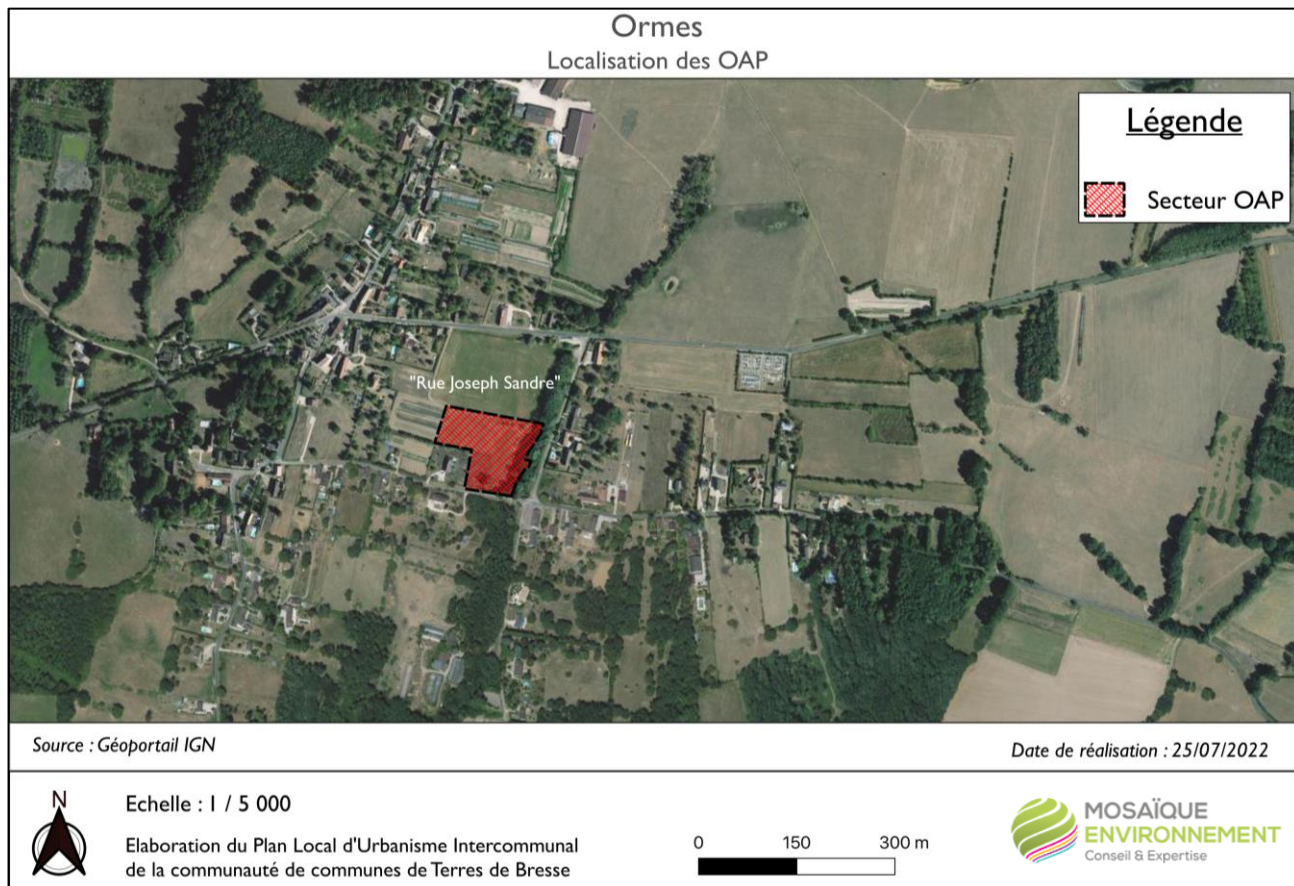 Ormes
Localisation des OAP
Légende
Secteur OAP
"Rue Joseph Sandre"
Source : Géoportail IGN
Date de réalisation : 25/07/2022
N
Echelle : 1 / 5 000
Elaboration du Plan Local d'Urbanisme Intercommunal
de la communauté de communes de Terres de Bresse
0 150 300 m
MOSAÏQUE
ENVIRONNEMENT
Conseil & Expertise